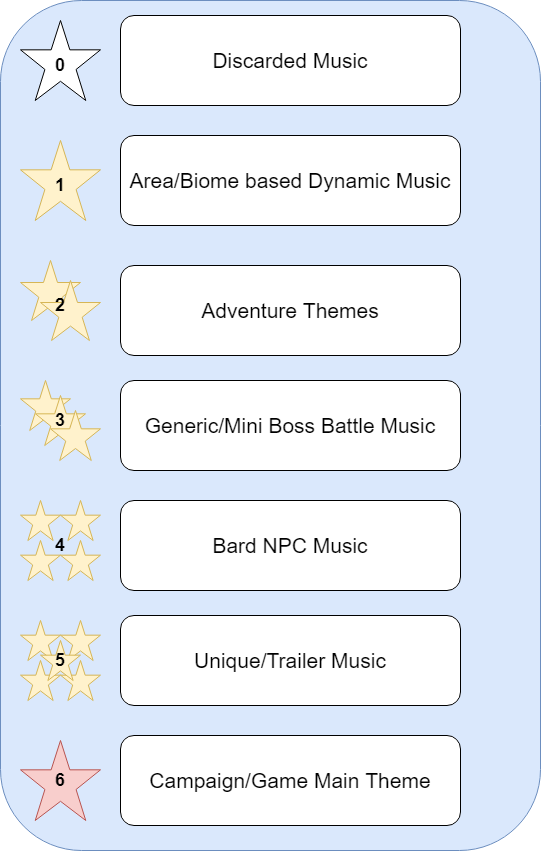 0
Discarded Music
1
Area/Biome based Dynamic Music
2
Adventure Themes
3
Generic/Mini Boss Battle Music
4
Bard NPC Music
5
Unique/Trailer Music
6
Campaign/Game Main Theme